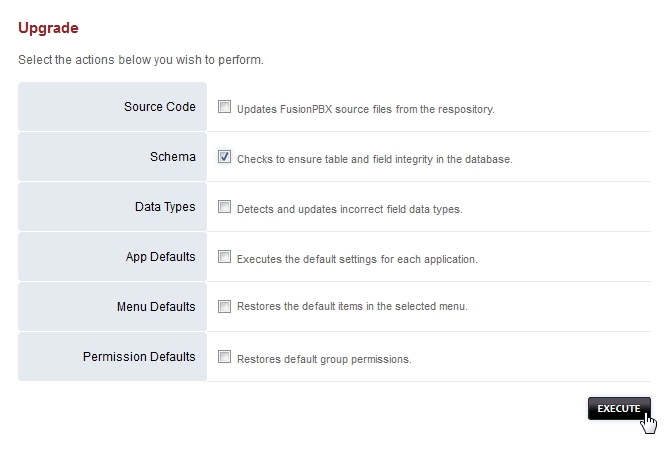 Upgrade
Select the actions below you wish to perform.
Source Code Updates FusionPBX source files from the respository.
Schema Checks to ensure table and field integrity in the database.
Data Types Detects and updates incorrect field data types.
App Defaults Executes the default settings for each application.
Menu Defaults Restores the default items in the selected menu.
Permission Defaults Restores default group permissions.
EXECUTE